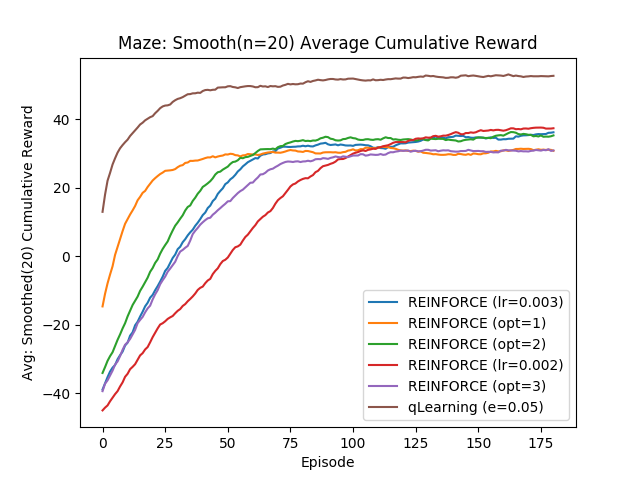 Maze: Smooth(n=20) Average Cumulative Reward
Avg: Smoothed(20) Cumulative Reward
40
20
0
−20
−40
REINFORCE (lr=0.003)
REINFORCE (opt=1)
REINFORCE (opt=2)
REINFORCE (lr=0.002)
REINFORCE (opt=3)
qLearning (e=0.05)
0 25 50 75 100 125 150 175
Episode